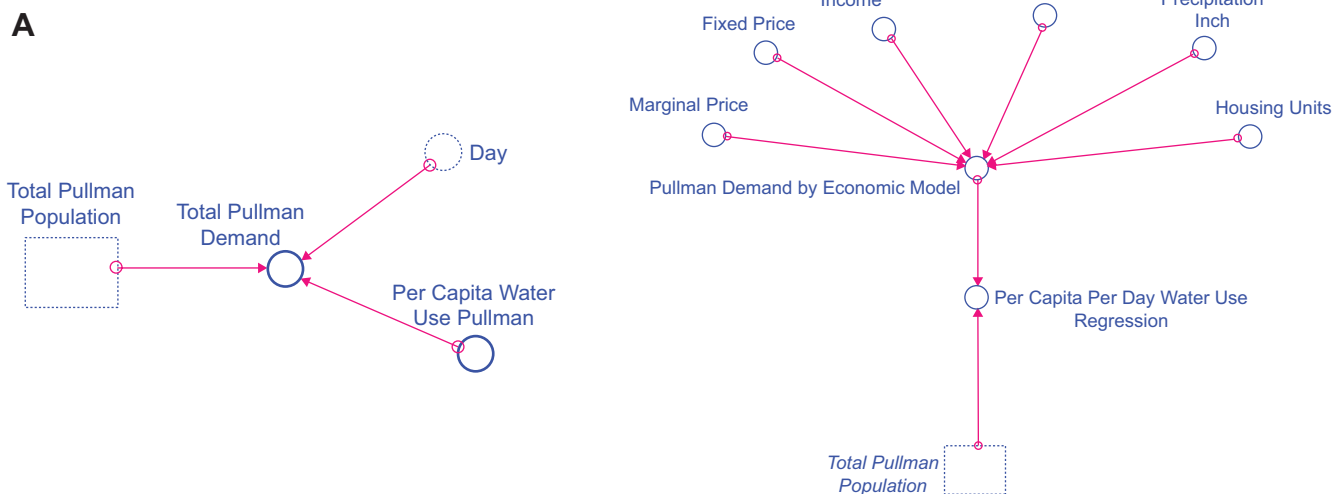 A
Total Pullman
Population
Total Pullman
Demand
Day
Per Capita Water
Use Pullman
Income
Precipitation
Inch
Fixed Price
Marginal Price
Housing Units
Pullman Demand by Economic Model
Per Capita Per Day Water Use
Regression
Total Pullman
Population